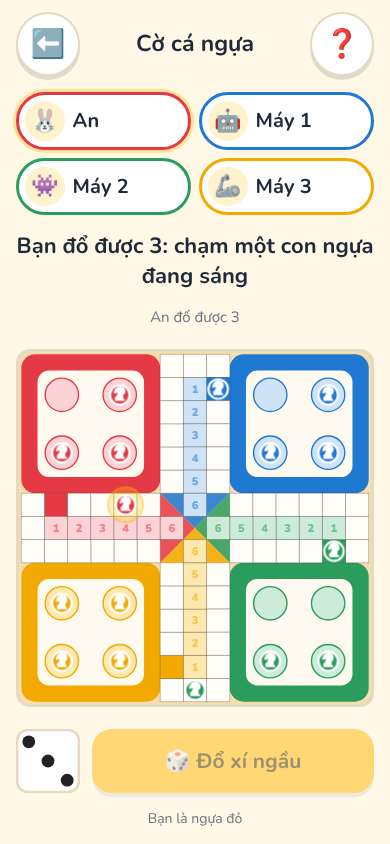 Cờ cá ngựa
An
Máy 1
Máy 2
Máy 3
Bạn đổ được 3: chạm một con ngựa
đang sáng
An đổ được 3
1
2
3
4
5
6
1 2 3 4 5 6 6 5 4 3 2 1
6
5
4
3
2
1
Đổ xí ngầu
Bạn là ngựa đỏ